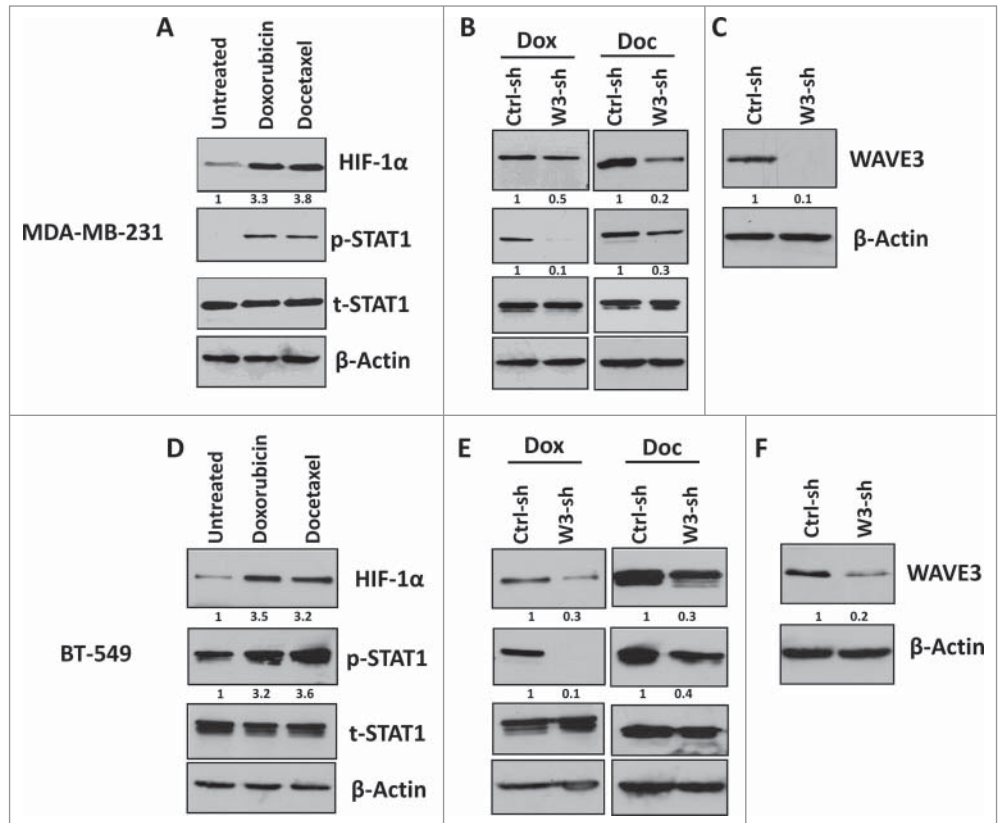 A
Untreated
Doxorubicin
Docetaxel
HIF-1α
1 3.3 3.8
MDA-MB-231
p-STAT1
t-STAT1
β-Actin
B
Dox Doc
Ctrl-sh W3-sh Ctrl-sh W3-sh
1 0.5 1 0.2
1 0.1 1 0.3
C
Ctrl-sh W3-sh
WAVE3
1 0.1
β-Actin
D
Untreated
Doxorubicin
Docetaxel
HIF-1α
1 3.5 3.2
BT-549
p-STAT1
1 3.2 3.6
t-STAT1
β-Actin
E
Dox Doc
Ctrl-sh W3-sh Ctrl-sh W3-sh
1 0.3 1 0.3
1 0.1 1 0.4
F
Ctrl-sh W3-sh
WAVE3
1 0.2
β-Actin